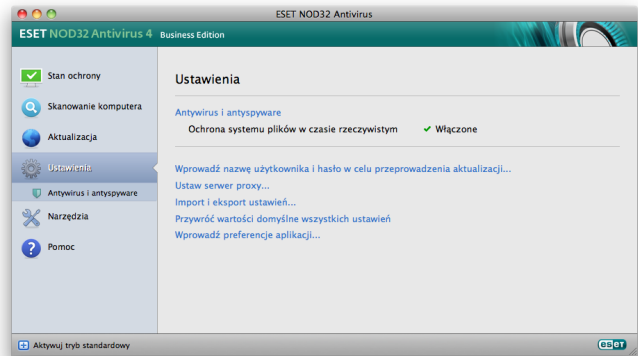 ESET NOD32 Antivirus
ESET NOD32 Antivirus 4 Business Edition
Stan ochrony
Skanowanie komputera
Aktualizacja
Ustawienia
Antywirus i antyspyware
Narzędzia
Pomoc
Ustawienia
Antywirus i antyspyware
Ochrona systemu plików w czasie rzeczywistym Włączone
Wprowadź nazwę użytkownika i hasło w celu przeprowadzenia aktualizacji...
Ustaw serwer proxy...
Import i eksport ustawień...
Przywróć wartości domyślne wszystkich ustawień
Wprowadź preferencje aplikacji...
Aktywuj tryb standardowy
eset